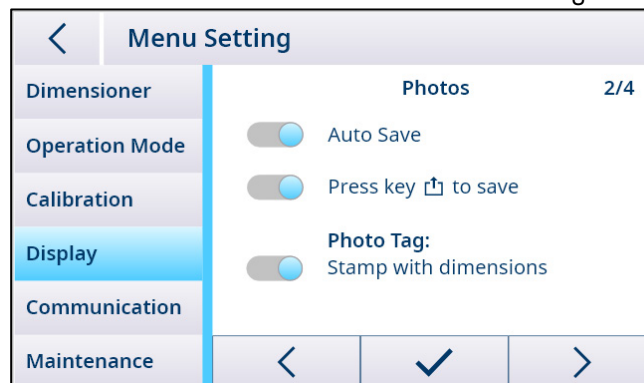 Menu Setting
Dimensioner
Operation Mode
Calibration
Display
Communication
Maintenance
Photos 2/4
Auto Save
Press key to save
Photo Tag:
Stamp with dimensions